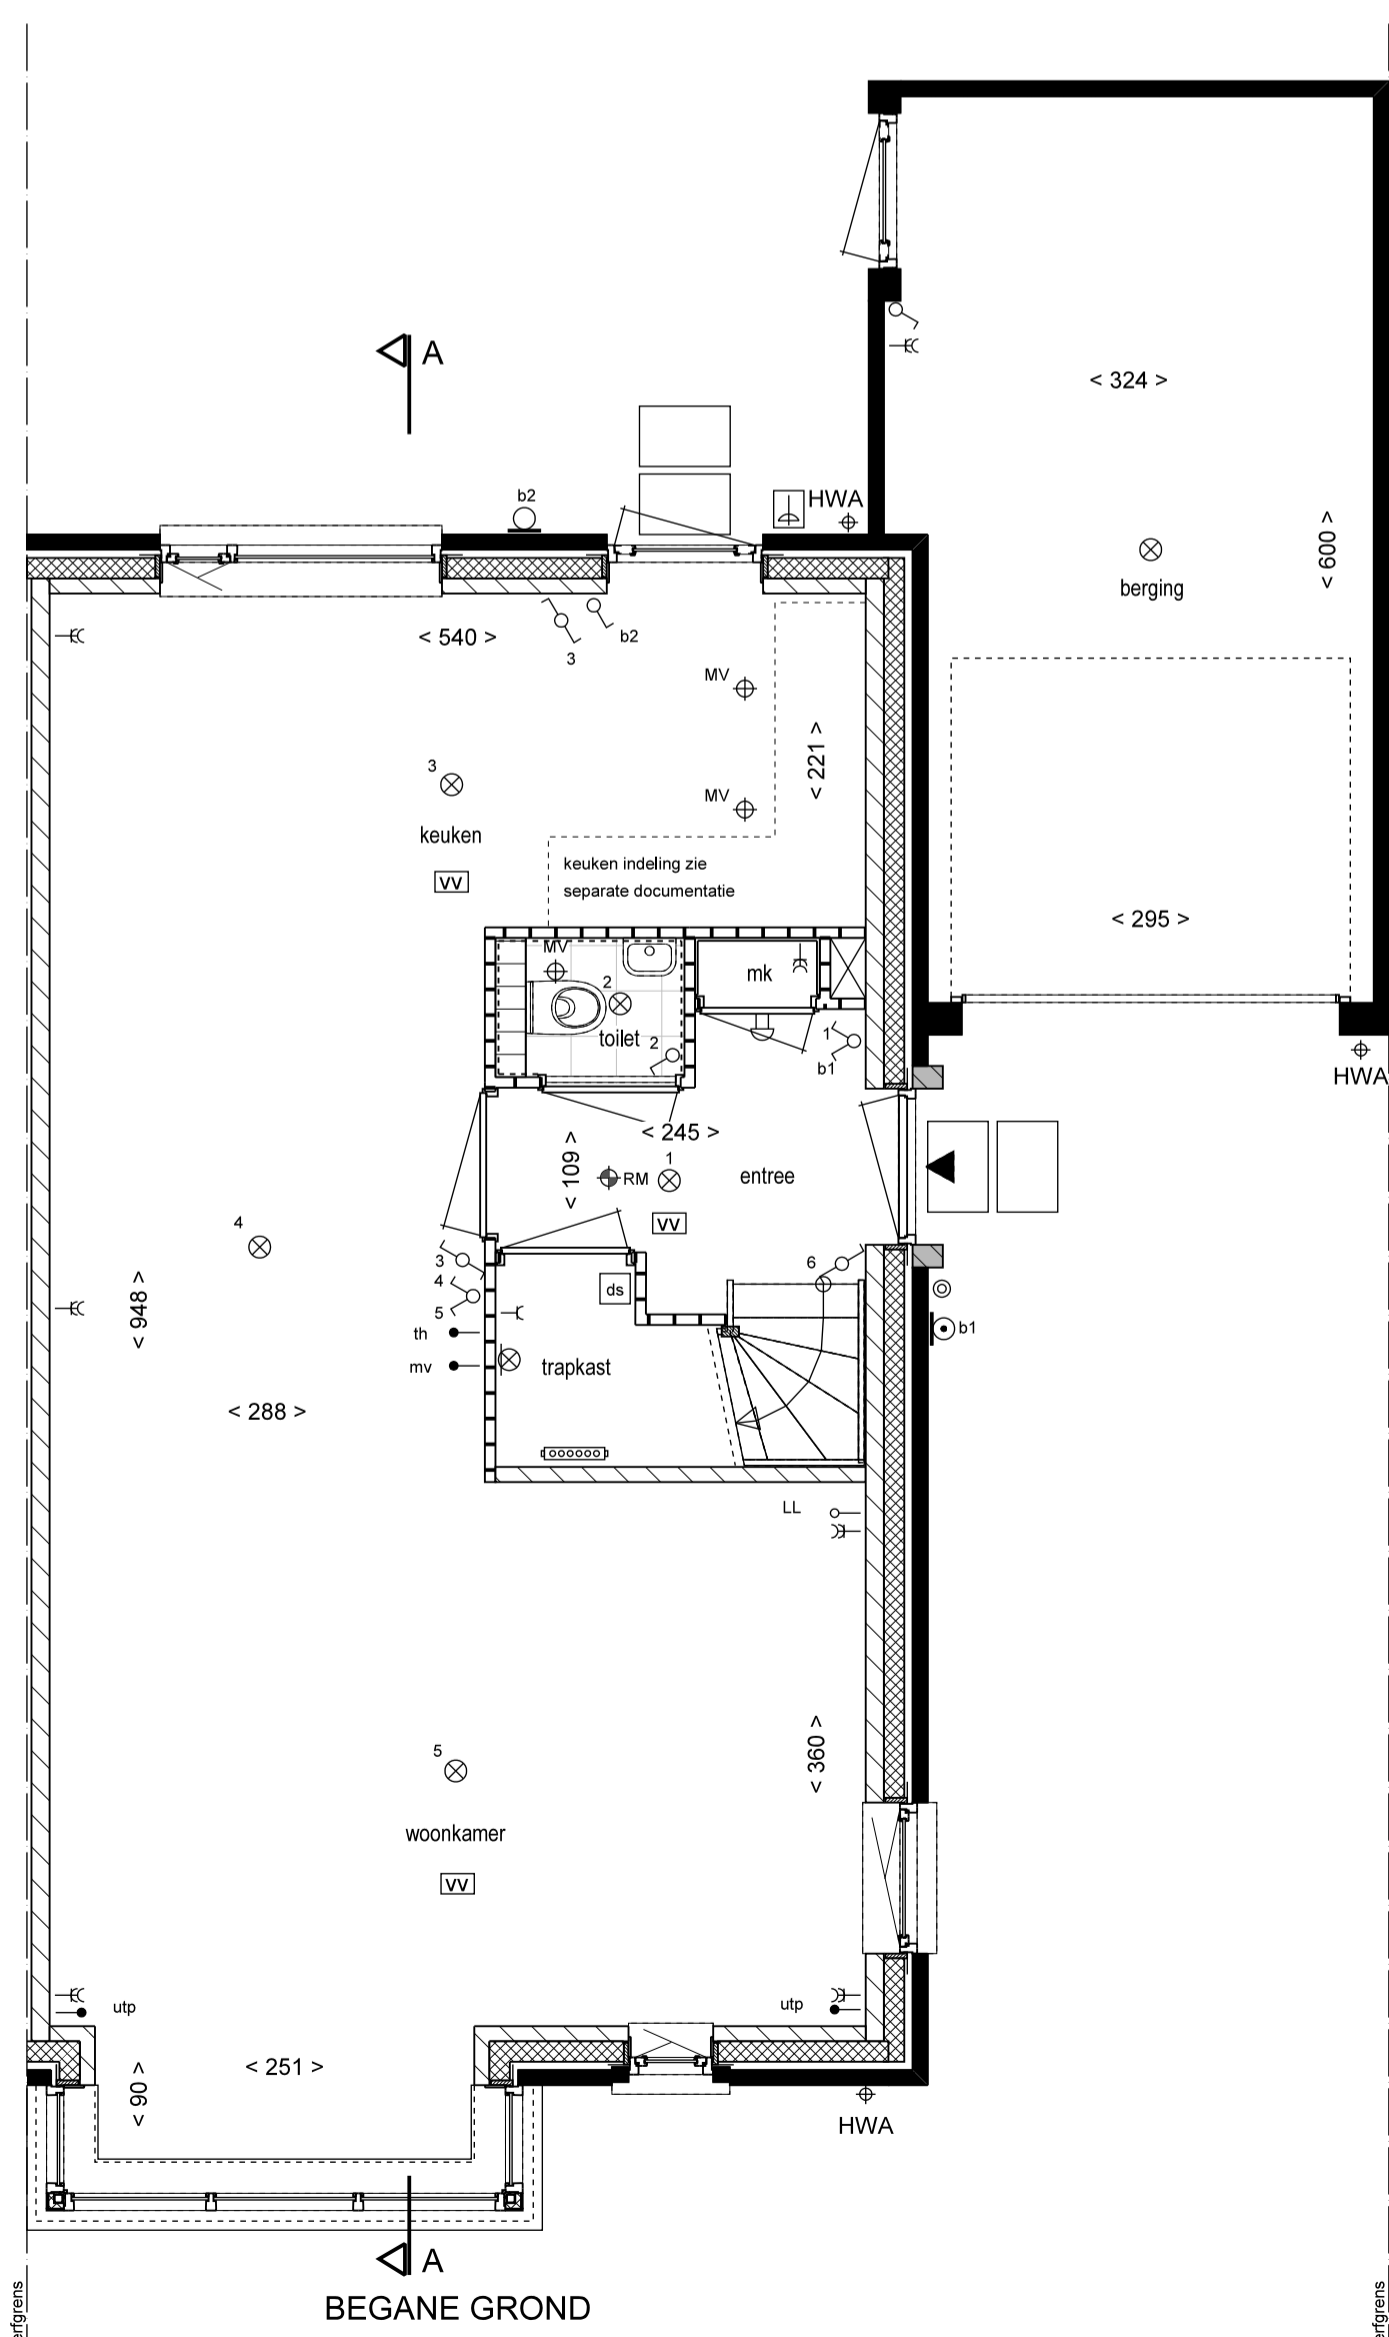 A
< 324 >
b2
HWA
< 600 >
berging
< 540 >
b2
3
MV
< 221 >
3
MV
keuken
keuken indeling zie
separate documentatie
VV
< 295 >
MV
mk
2
toilet
2
1
b1
HWA
< 245 >
< 109 >
1
RM
entree
VV
4
3
4
5
6
ds
th
mv
trapkast
b1
< 948 >
< 288 >
LL
5
< 360 >
woonkamer
VV
utp
utp
< 251 >
< 90 >
HWA
A
BEGANE GROND
erfgrens
erfgrens